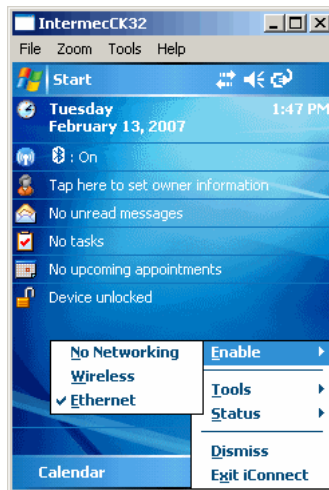 IntermecCK32
File Zoom Tools Help
Start
Tuesday 1:47 PM
February 13, 2007
: On
Tap here to set owner information
No unread messages
No tasks
No upcoming appointments
Device unlocked
No Networking
Wireless
Ethernet
Enable
Tools
Status
Dismiss
Exit iConnect
Calendar